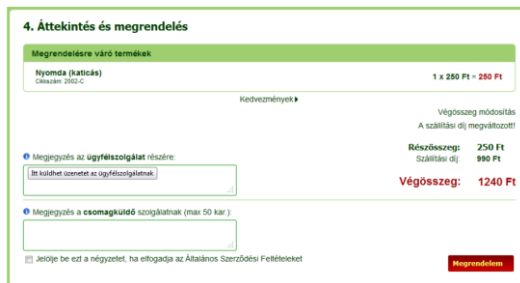 4. Áttekintés és megrendelés
Megrendelésre váró termékek
Nyomda (katicás)
Cikkszám: 2002-C
1 x 250 Ft = 250 Ft
Kedvezmények
Végösszeg módosítás
A szállítási díj megváltozott!
Részösszeg: 250 Ft
Szállítási díj: 990 Ft
Végösszeg: 1240 Ft
Megjegyzés az ügyfélszolgálat részére:
Itt küldhet üzenetet az ügyfélszolgálatnak
Megjegyzés a csomagküldő szolgálatnak (max 50 kar.):
Jelölje be ezt a négyzetet, ha elfogadja az Általános Szerződési Feltételeket
Megrendelem